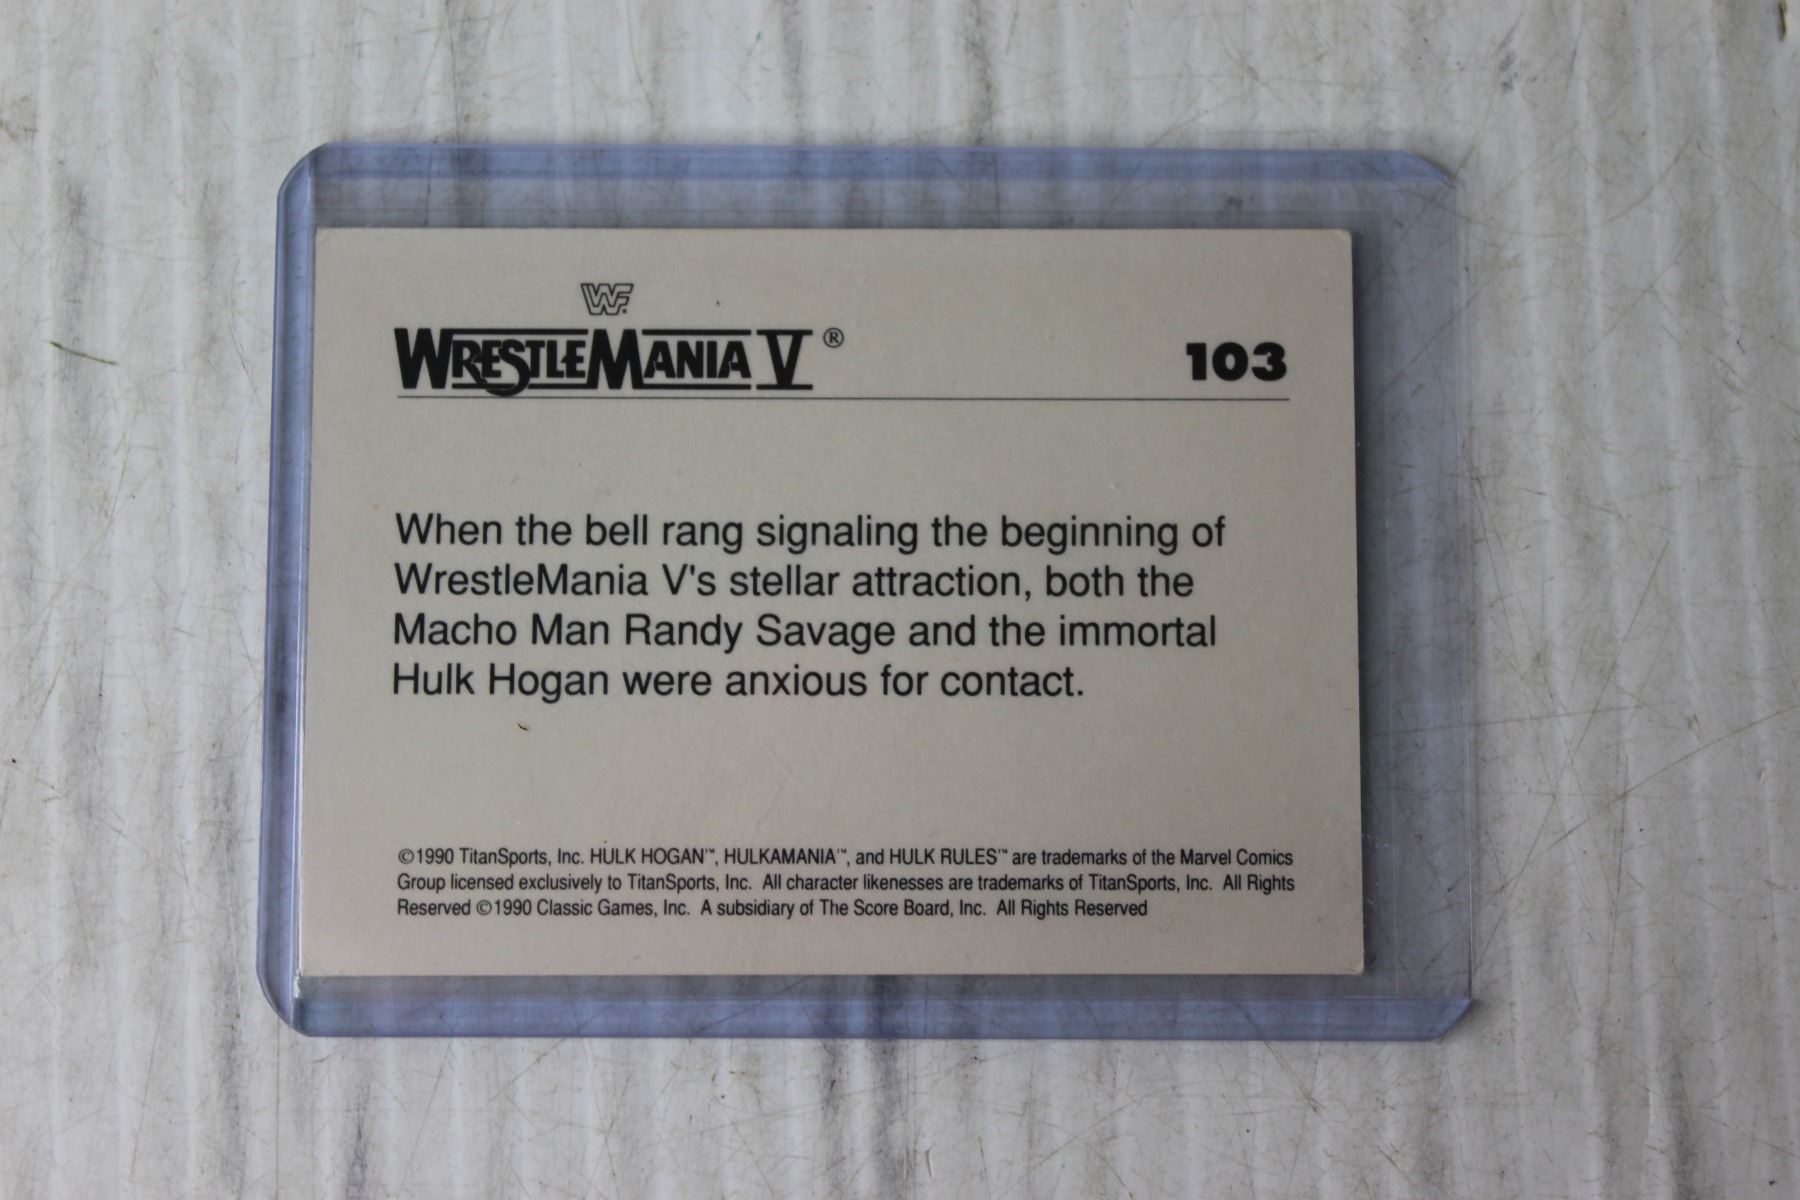 WF
WRESTLEMANIA V®
103
When the bell rang signaling the beginning of
WrestleMania V's stellar attraction, both the
Macho Man Randy Savage and the immortal
Hulk Hogan were anxious for contact.
©1990 TitanSports, Inc. HULK HOGAN™, HULKAMANIA™, and HULK RULES™ are trademarks of the Marvel Comics
Group licensed exclusively to TitanSports, Inc. All character likenesses are trademarks of TitanSports, Inc. All Rights
Reserved ©1990 Classic Games, Inc. A subsidiary of The Score Board, Inc. All Rights Reserved